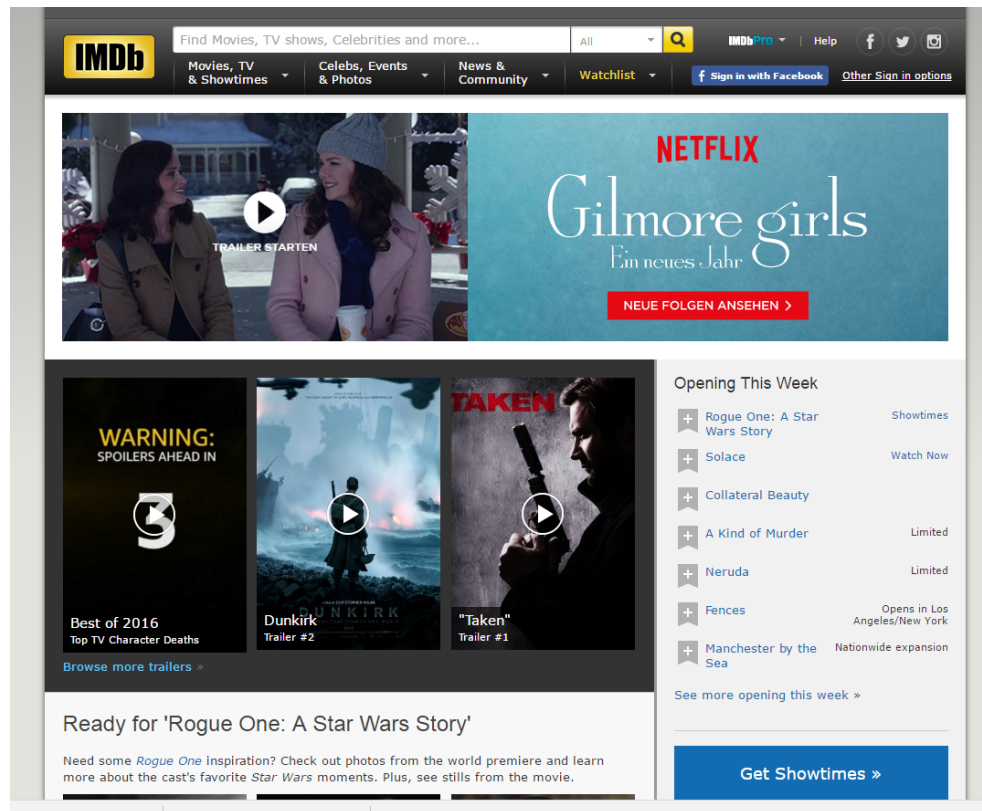 IMDb
Find Movies, TV shows, Celebrities and more...
All
IMDbPro
Help
Movies, TV
& Showtimes
Celebs, Events
& Photos
News &
Community
Watchlist
f Sign in with Facebook
Other Sign in options
TRAILER STARTEN
NETFLIX
Gilmore girls
Ein neues Jahr
NEUE FOLGEN ANSEHEN >
WARNING:
SPOILERS AHEAD IN
3
Best of 2016
Top TV Character Deaths
DUNKIRK
Dunkirk
Trailer #2
TAKEN
"Taken"
Trailer #1
Browse more trailers »
Opening This Week
Rogue One: A Star
Wars Story
Showtimes
Solace
Watch Now
Collateral Beauty
A Kind of Murder
Limited
Neruda
Limited
Fences
Opens in Los
Angeles/New York
Manchester by the
Sea
Nationwide expansion
See more opening this week »
Get Showtimes »
Ready for 'Rogue One: A Star Wars Story'
Need some Rogue One inspiration? Check out photos from the world premiere and learn
more about the cast's favorite Star Wars moments. Plus, see stills from the movie.